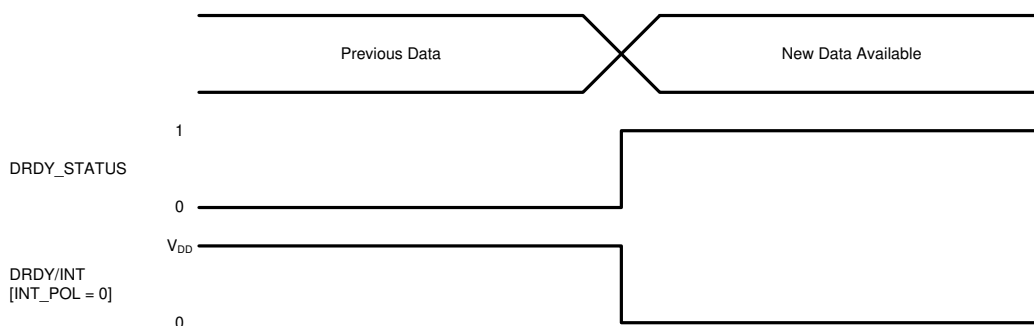 Previous Data
New Data Available
1
DRDY_STATUS
0
VDD
DRDY/INT
[INT_POL = 0]
0